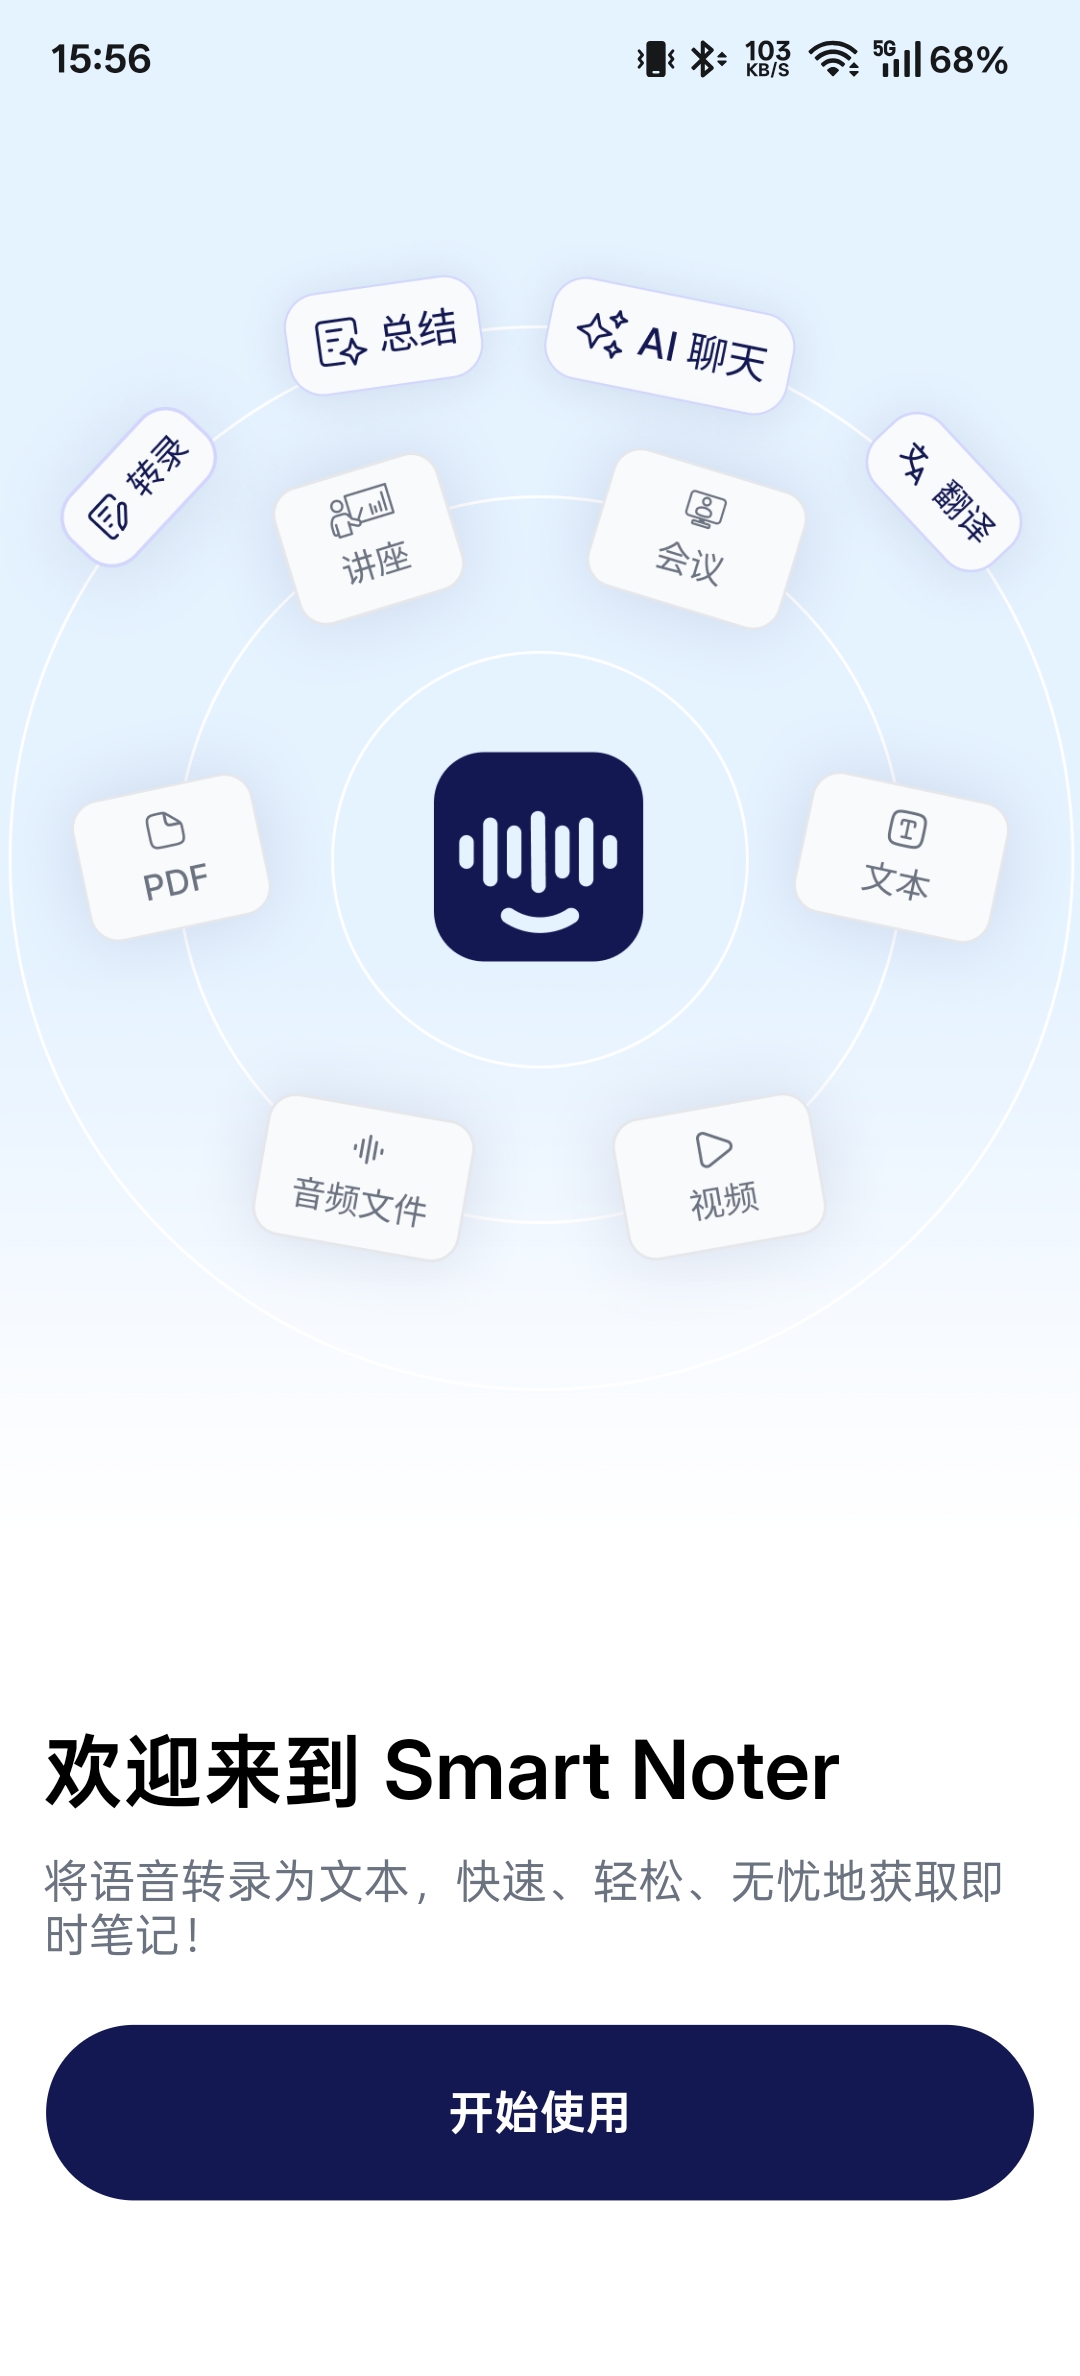 15:56
103
KB/S
5G
68%
总结
AI 聊天
转录
翻译
讲座
会议
PDF
文本
音频文件
视频
欢迎来到 Smart Noter
将语音转录为文本，快速、轻松、无忧地获取即
时笔记！
开始使用